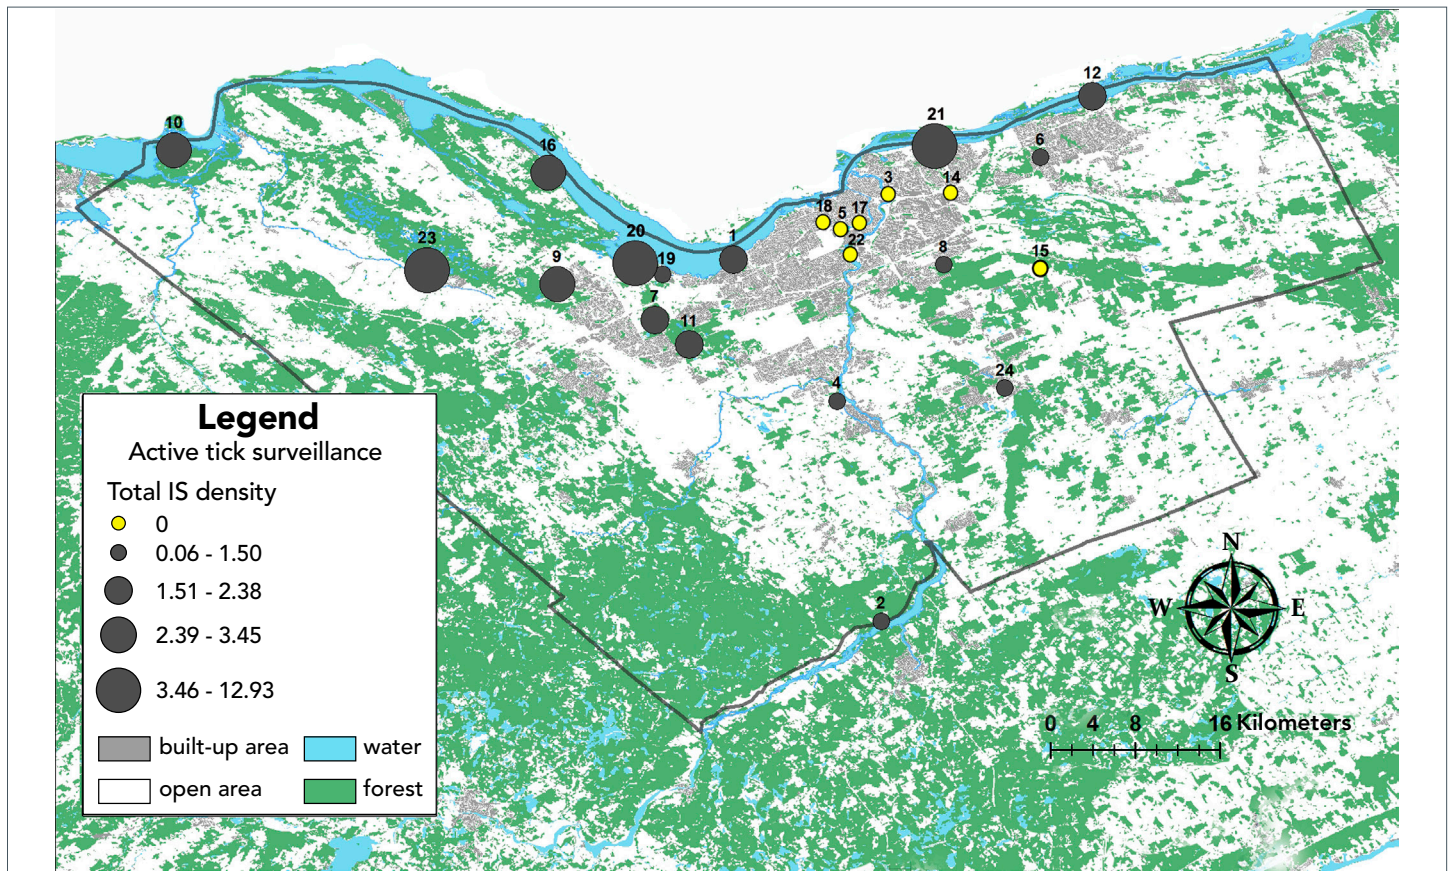 12
21
10
6
16
3
14
18
5
17
1
22
23
20
8
19
9
15
7
11
24
4
Legend
Active tick surveillance
Total IS density
0
0.06 - 1.50
1.51 - 2.38
2.39 - 3.45
3.46 - 12.93
built-up area
water
open area
forest
2
N
W
E
S
0 4 8 16 Kilometers